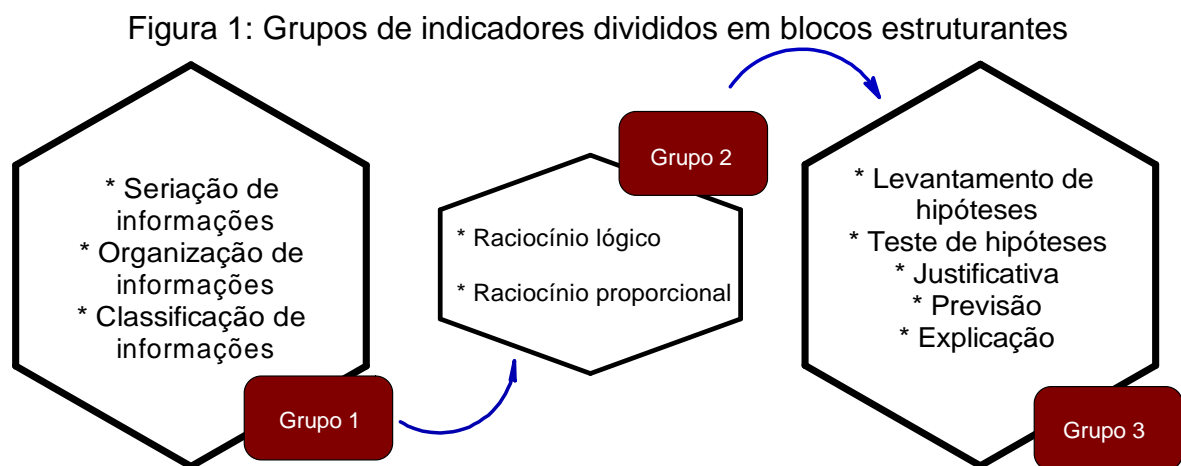 Figura 1: Grupos de indicadores divididos em blocos estruturantes
* Seriação de
informações
* Organização de
informações
* Classificação de
informações
Grupo 1
Grupo 2
* Raciocínio lógico
* Raciocínio proporcional
* Levantamento de
hipóteses
* Teste de hipóteses
* Justificativa
* Previsão
* Explicação
Grupo 3